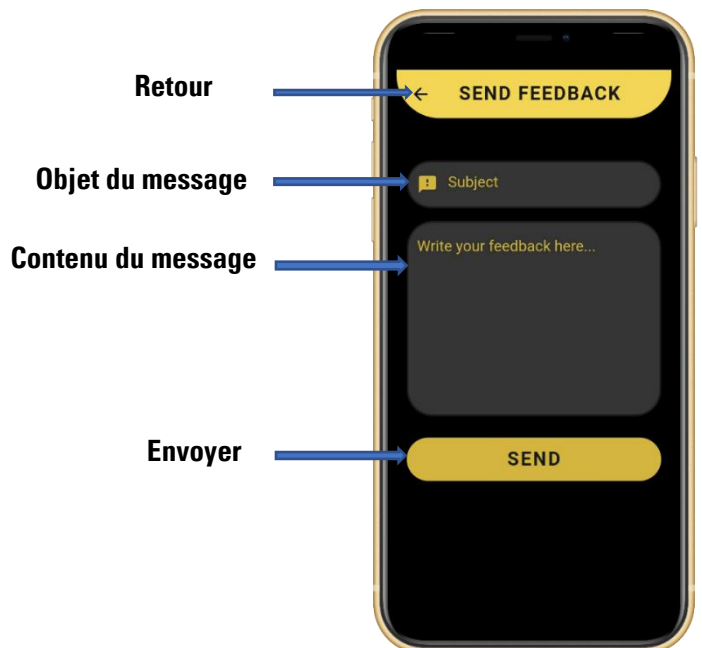 Retour
SEND FEEDBACK
Objet du message
Subject
Contenu du message
Write your feedback here...
Envoyer
SEND